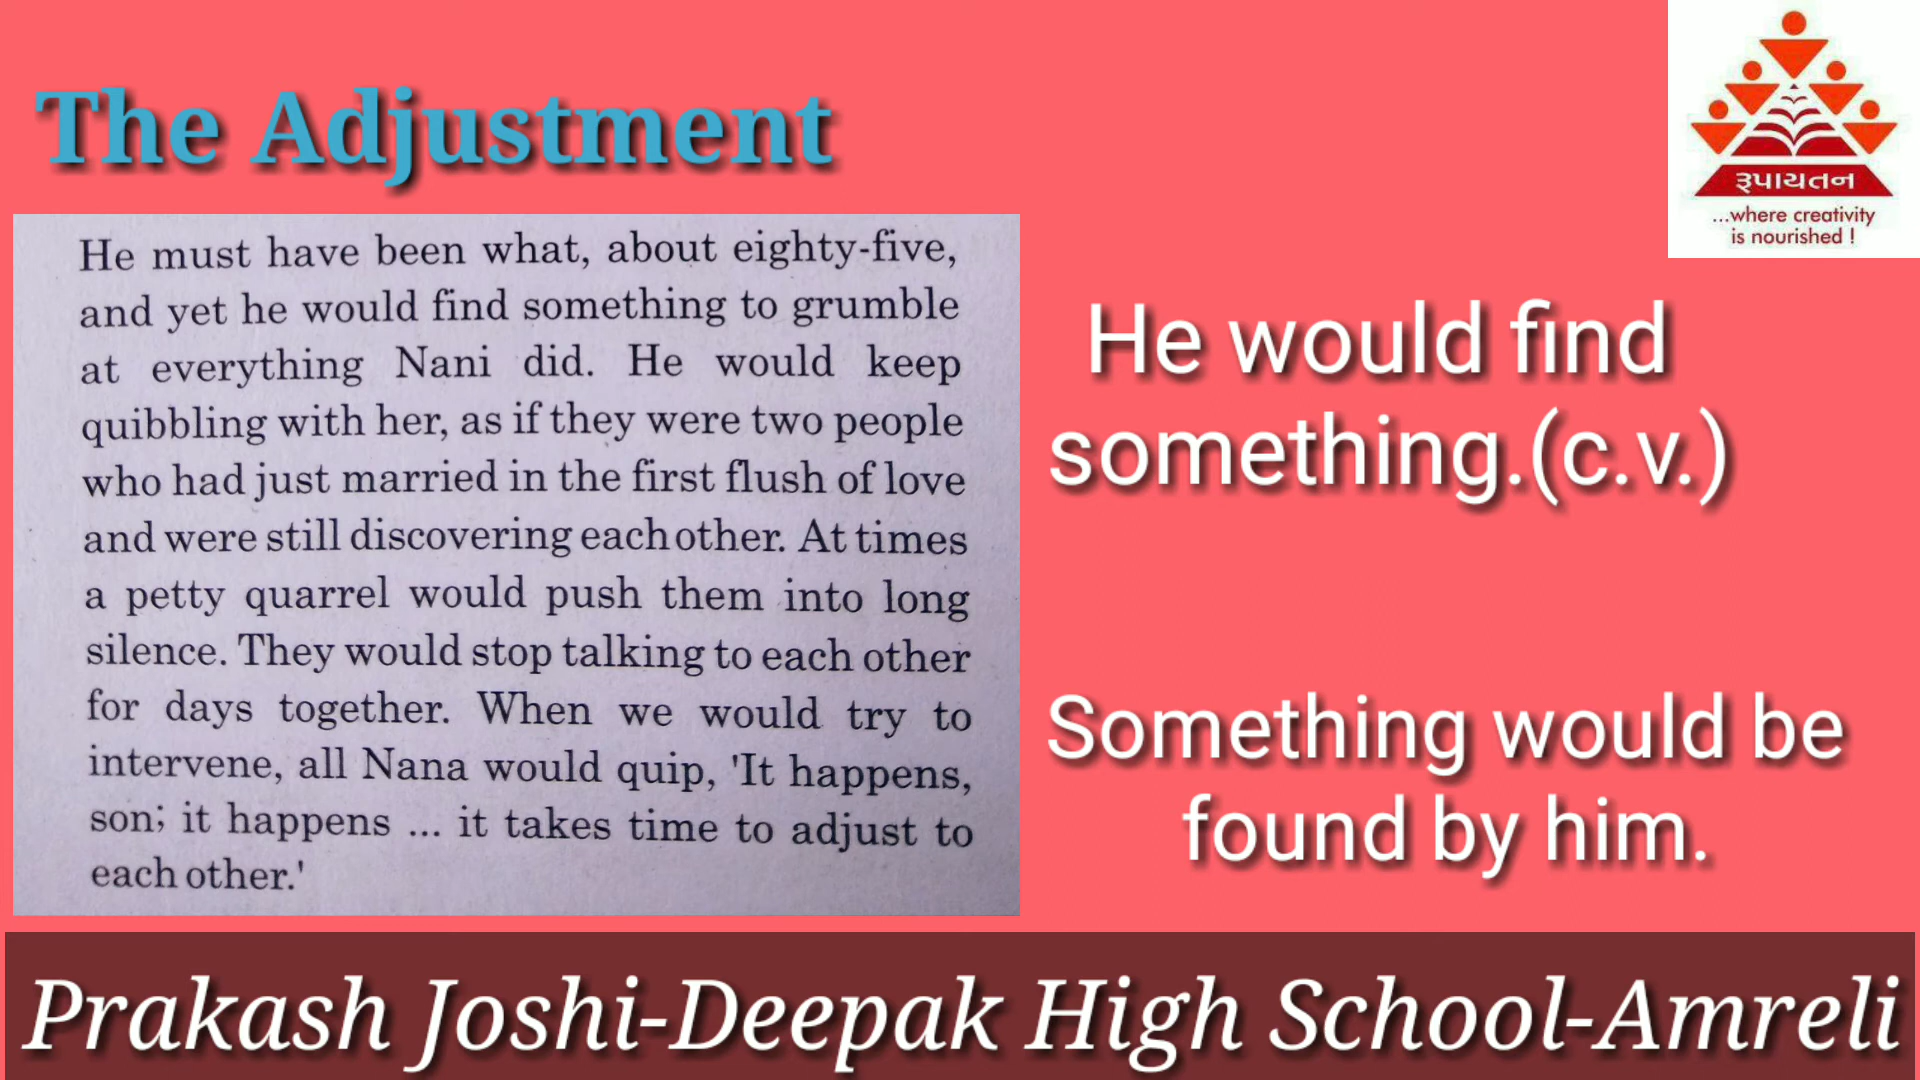 The Adjustment
રૂપાયતન
...where creativity
is nourished !
He must have been what, about eighty-five,
and yet he would find something to grumble
at everything Nani did. He would keep
quibbling with her, as if they were two people
who had just married in the first flush of love
and were still discovering each other. At times
a petty quarrel would push them into long
silence. They would stop talking to each other
for days together. When we would try to
intervene, all Nana would quip, 'It happens,
son; it happens ... it takes time to adjust to
each other.'
He would find
something.(c.v.)
Something would be
found by him.
Prakash Joshi-Deepak High School-Amreli